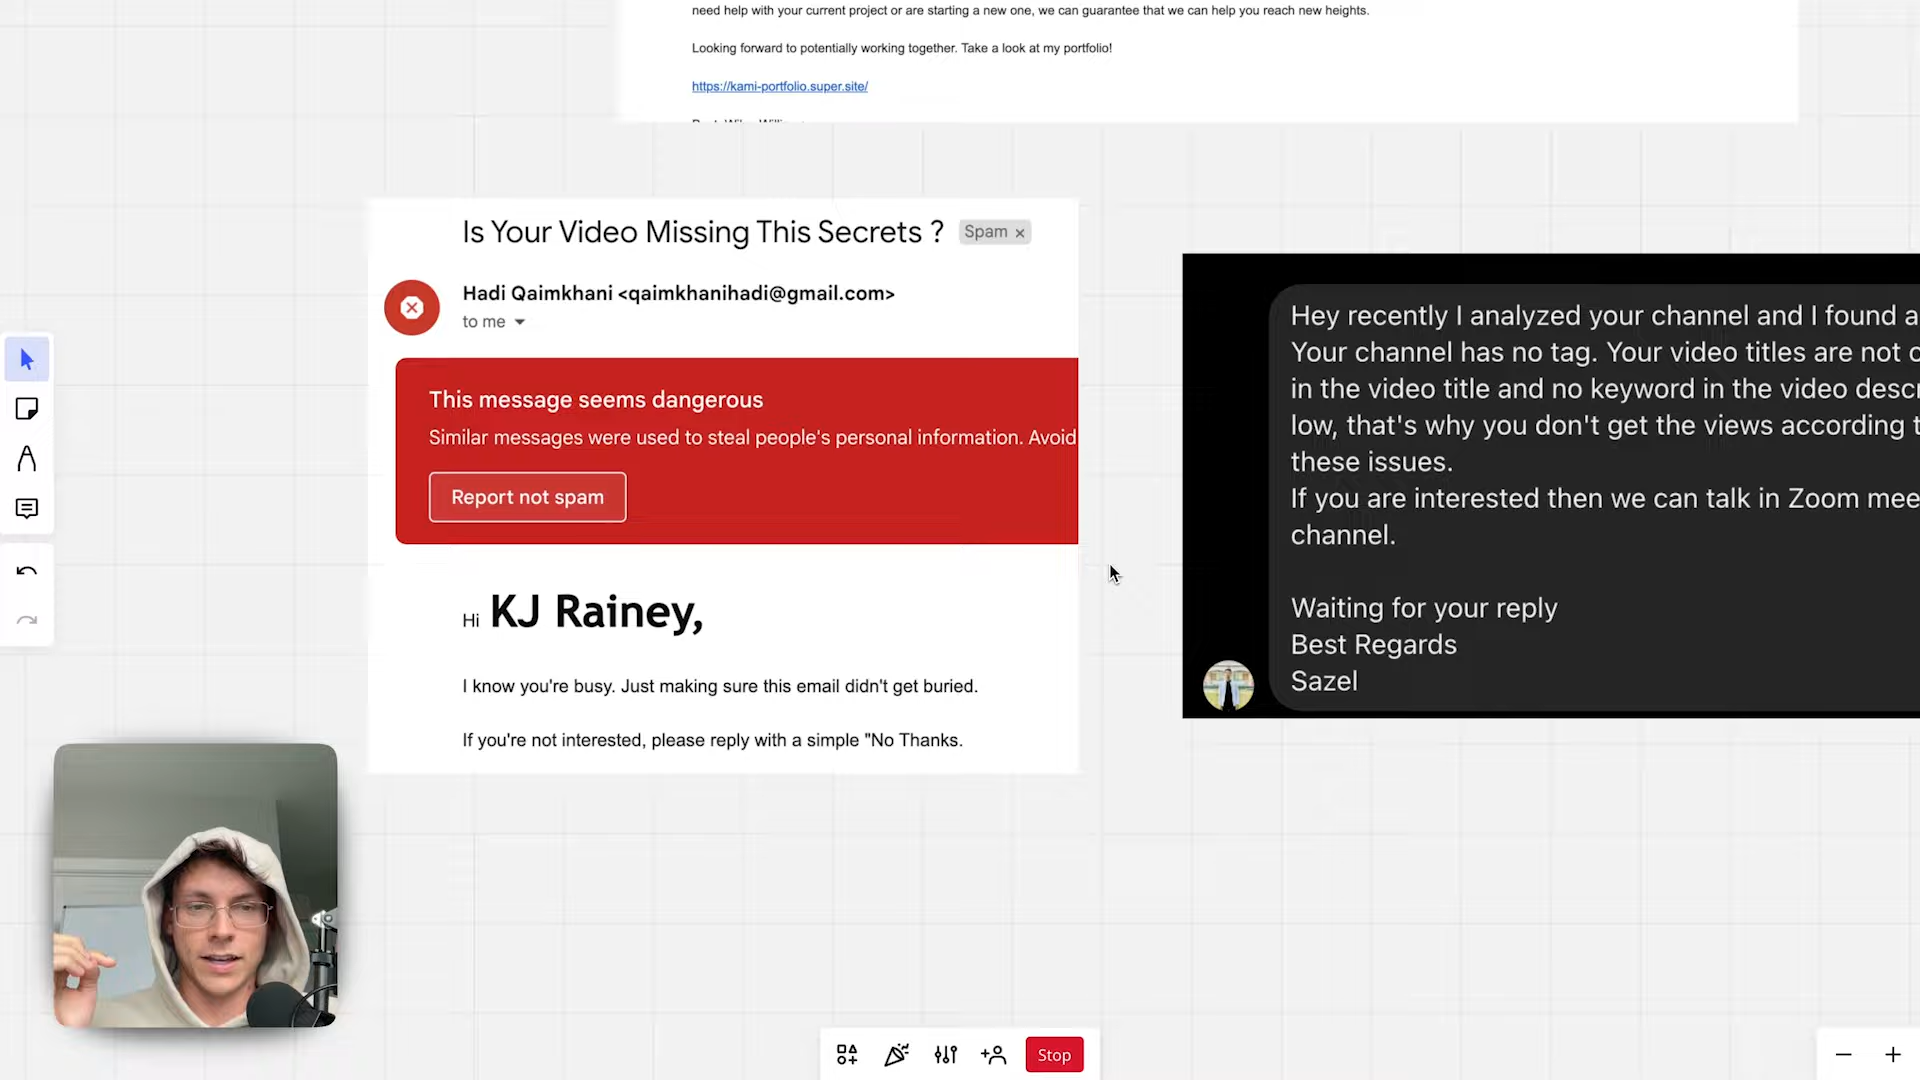 need help with your current project or are starting a new one, we can guarantee that we can help you reach new heights.
Looking forward to potentially working together. Take a look at my portfolio!
https://kami-portfolio.super.site/
Is Your Video Missing This Secrets ?
Spam ×
Hadi Qaimkhani <qaimkhanihadi@gmail.com>
to me
This message seems dangerous
Similar messages were used to steal people's personal information. Avoid
Report not spam
Hi KJ Rainey,
I know you're busy. Just making sure this email didn't get buried.
If you're not interested, please reply with a simple "No Thanks.
Hey recently I analyzed your channel and I found a
Your channel has no tag. Your video titles are not
in the video title and no keyword in the video
low, that's why you don't get the views according
these issues.
If you are interested then we can talk in Zoom
channel.
Waiting for your reply
Best Regards
Sazel
Stop